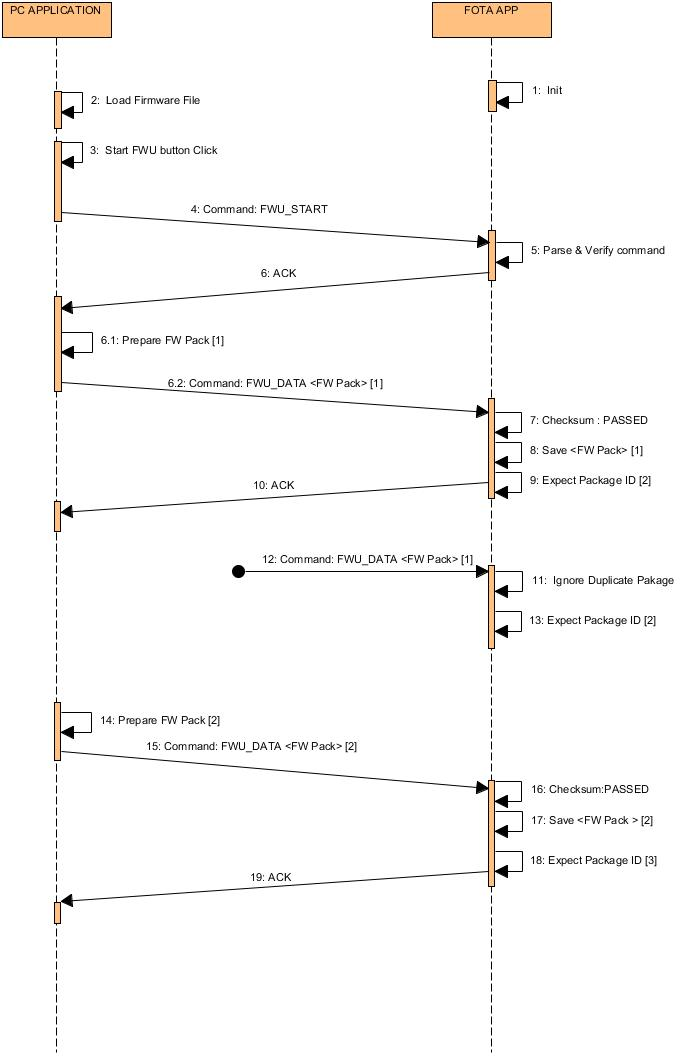 PC APPLICATION
FOTA APP
1: Init
2: Load Firmware File
3: Start FWU button Click
4: Command: FWU_START
5: Parse & Verify command
6: ACK
6.1: Prepare FW Pack [1]
6.2: Command: FWU_DATA <FW Pack> [1]
7: Checksum : PASSED
8: Save <FW Pack> [1]
9: Expect Package ID [2]
10: ACK
12: Command: FWU_DATA <FW Pack> [1]
11: Ignore Duplicate Pakage
13: Expect Package ID [2]
14: Prepare FW Pack [2]
15: Command: FWU_DATA <FW Pack> [2]
16: Checksum:PASSED
17: Save <FW Pack > [2]
18: Expect Package ID [3]
19: ACK